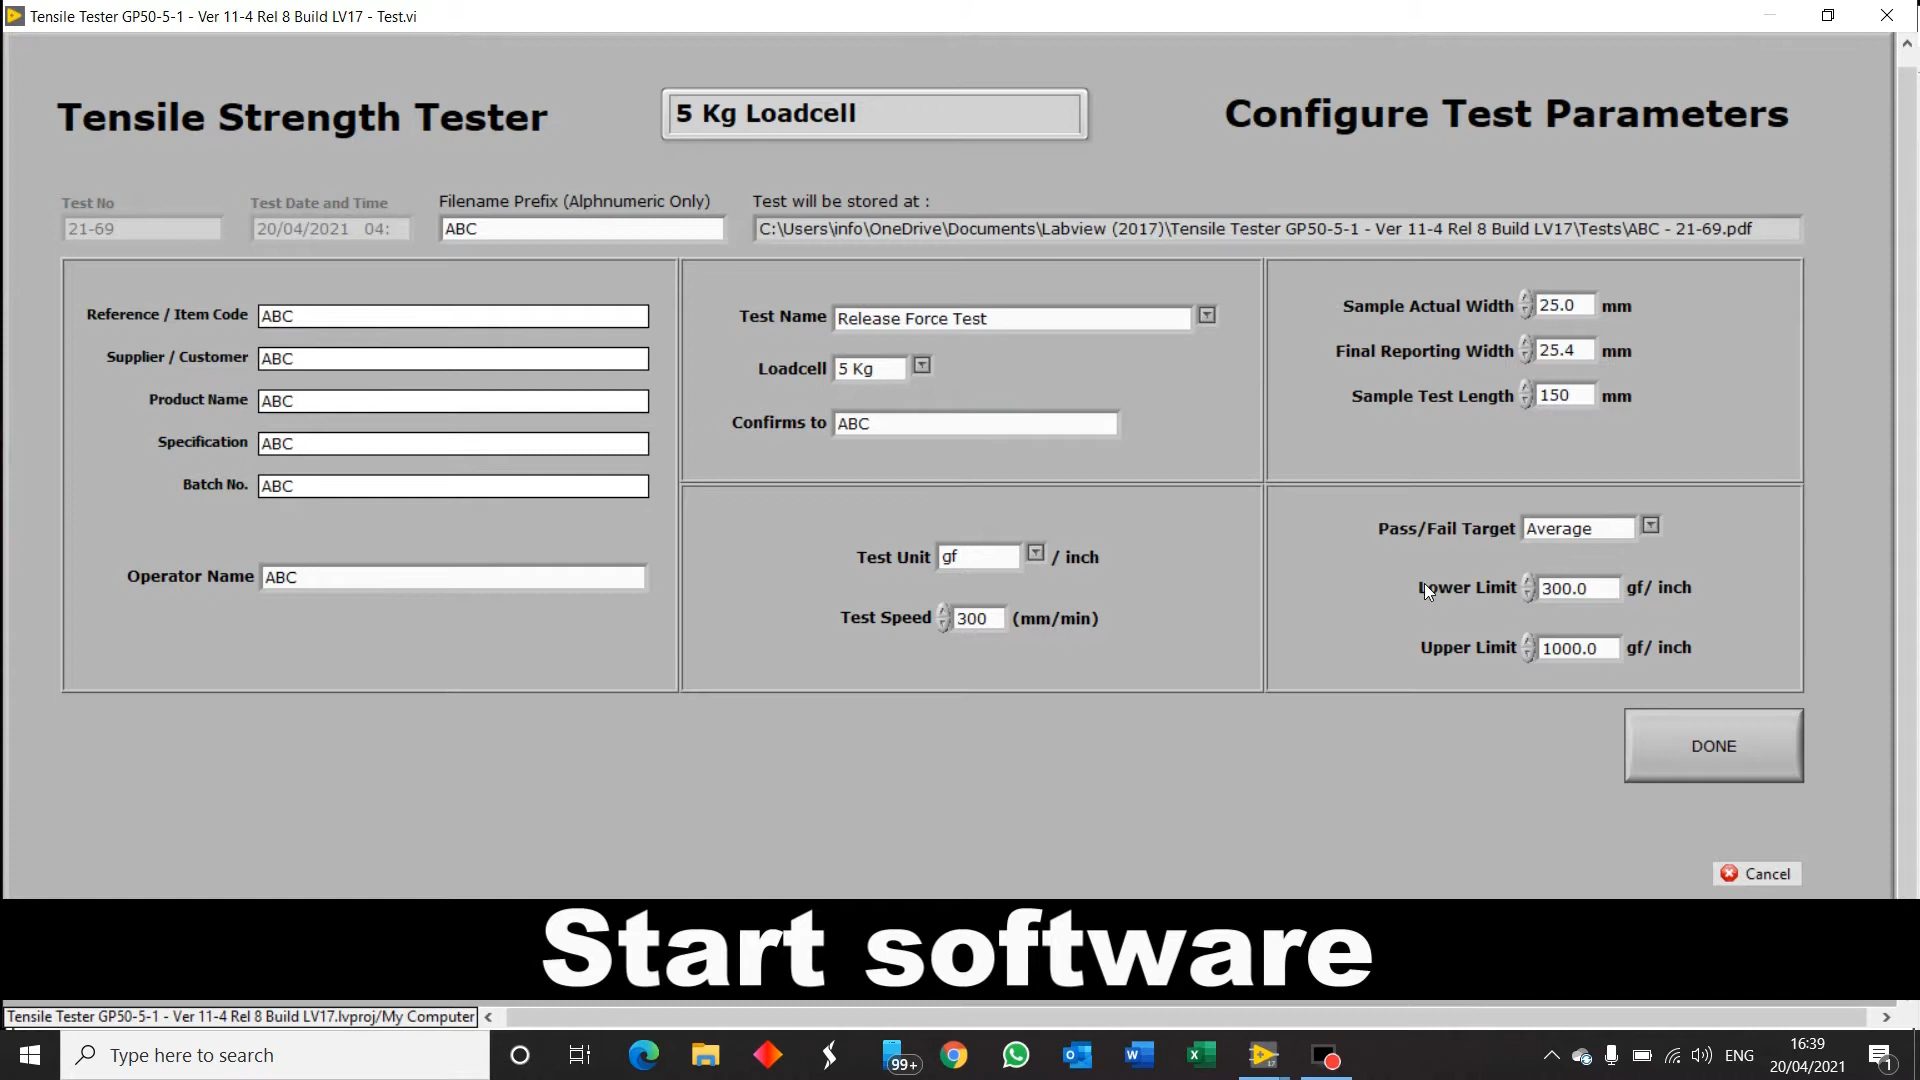 Tensile Tester GP50-5-1 - Ver 11-4 Rel 8 Build LV17 - Test.vi
Tensile Strength Tester
5 Kg Loadcell
Configure Test Parameters
Test No
21-69
Test Date and Time
20/04/2021 04:
Filename Prefix (Alphnumeric Only)
ABC
Test will be stored at :
C:\Users\info\OneDrive\Documents\Labview (2017)\Tensile Tester GP50-5-1 - Ver 11-4 Rel 8 Build LV17\Tests\ABC - 21-69.pdf
Reference / Item Code ABC
Supplier / Customer ABC
Product Name ABC
Specification ABC
Batch No. ABC
Operator Name ABC
Test Name Release Force Test
Loadcell 5 Kg
Confirms to ABC
Test Unit gf / inch
Test Speed 300 (mm/min)
Sample Actual Width 25.0 mm
Final Reporting Width 25.4 mm
Sample Test Length 150 mm
Pass/Fail Target Average
Lower Limit 300.0 gf/ inch
Upper Limit 1000.0 gf/ inch
DONE
Cancel
Start software
Tensile Tester GP50-5-1 - Ver 11-4 Rel 8 Build LV17.lvproj/My Computer
Type here to search
99+
17
ENG
16:39
20/04/2021
1